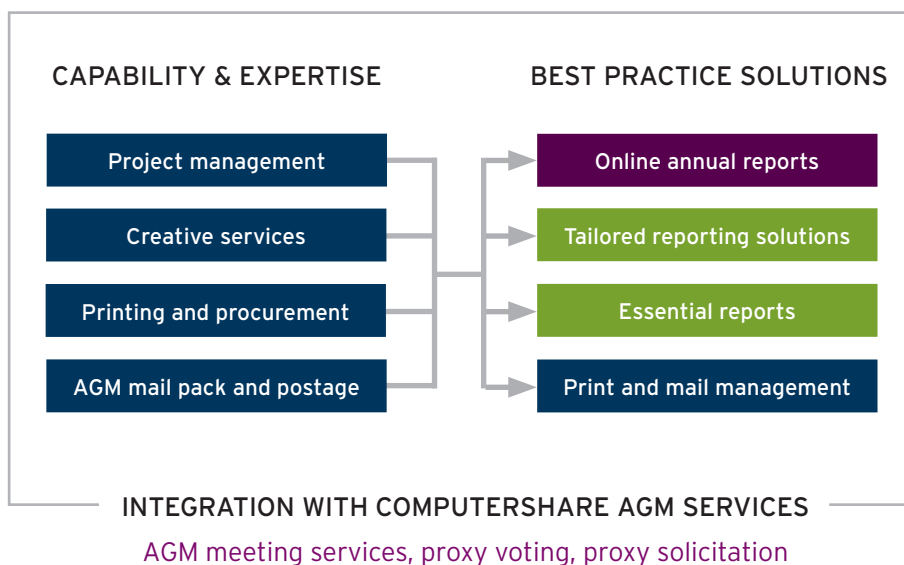 CAPABILITY & EXPERTISE
Project management
Creative services
Printing and procurement
AGM mail pack and postage
BEST PRACTICE SOLUTIONS
Online annual reports
Tailored reporting solutions
Essential reports
Print and mail management
INTEGRATION WITH COMPUTERSHARE AGM SERVICES
AGM meeting services, proxy voting, proxy solicitation